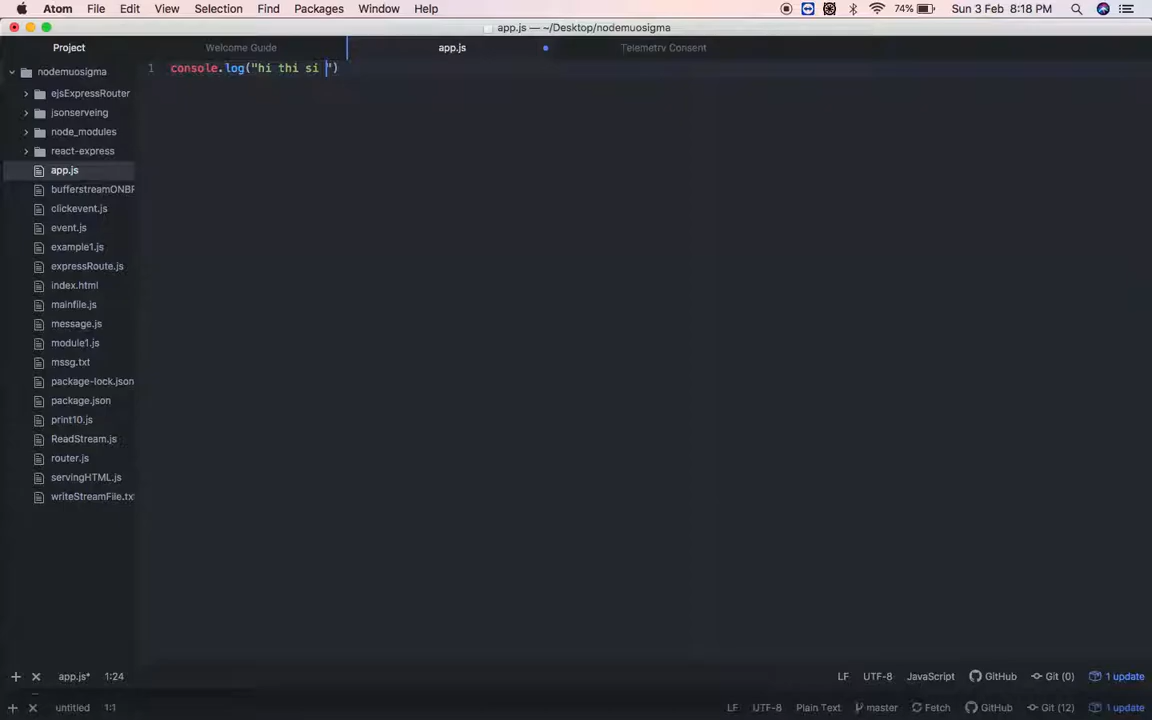 Atom File Edit View Selection Find Packages Window Help 74% Sun 3 Feb 8:18 PM
app.js — ~/Desktop/nodemuosigma
Project Welcome Guide app.js Telemetry Consent
nodemuosigma
1 console.log("hi thi si ")
ejsExpressRouter
jsonserveing
node_modules
react-express
app.js
bufferstreamONBF
clickevent.js
event.js
example1.js
expressRoute.js
index.html
mainfile.js
message.js
module1.js
mssg.txt
package-lock.json
package.json
print10.js
ReadStream.js
router.js
servingHTML.js
writeStreamFile.txt
app.js* 1:24 LF UTF-8 JavaScript GitHub Git (0) 1 update
untitled 1:1 LF UTF-8 Plain Text master Fetch GitHub Git (12) 1 update